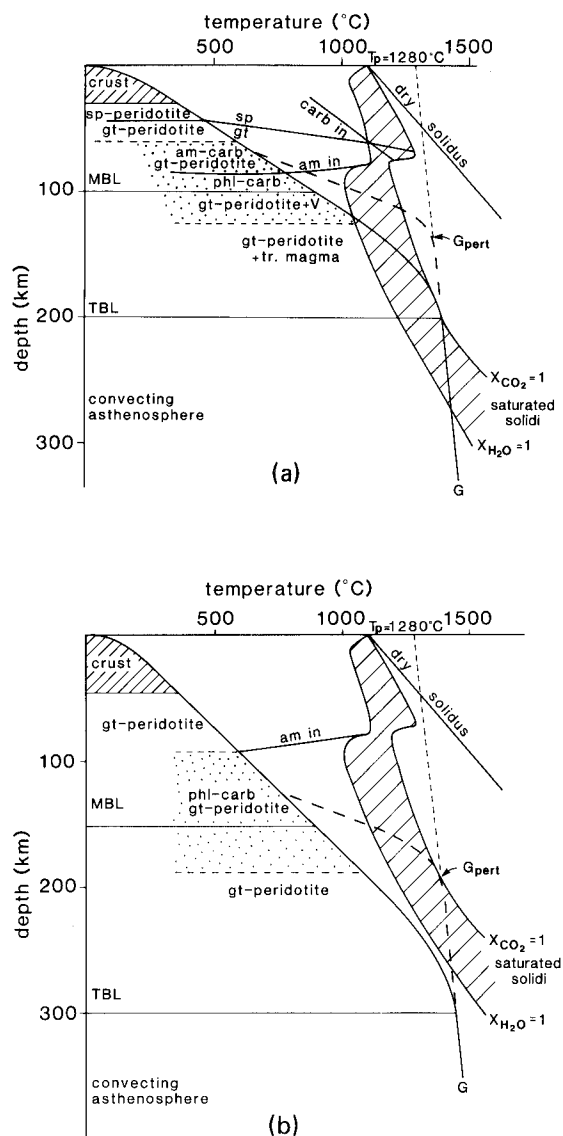 temperature (°C)
500
1000
Tp=1280°C
1500
crust
sp-peridotite
sp
gt-peridotite
gt
carb in
dry
solidus
am-carb
gt-peridotite
am in
100
MBL
phl-carb
gt-peridotite+V
Gpert
gt-peridotite
+tr. magma
200
TBL
depth (km)
convecting
asthenosphere
XCO2=1
saturated
solidi
XH2O=1
300
G
(a)
temperature (°C)
500
1000
Tp=1280°C
1500
crust
dry
solidus
gt-peridotite
am in
100
phl-carb
gt-peridotite
MBL
Gpert
200
gt-peridotite
depth (km)
XCO2=1
saturated
solidi
TBL
XH2O=1
300
convecting
asthenosphere
G
(b)